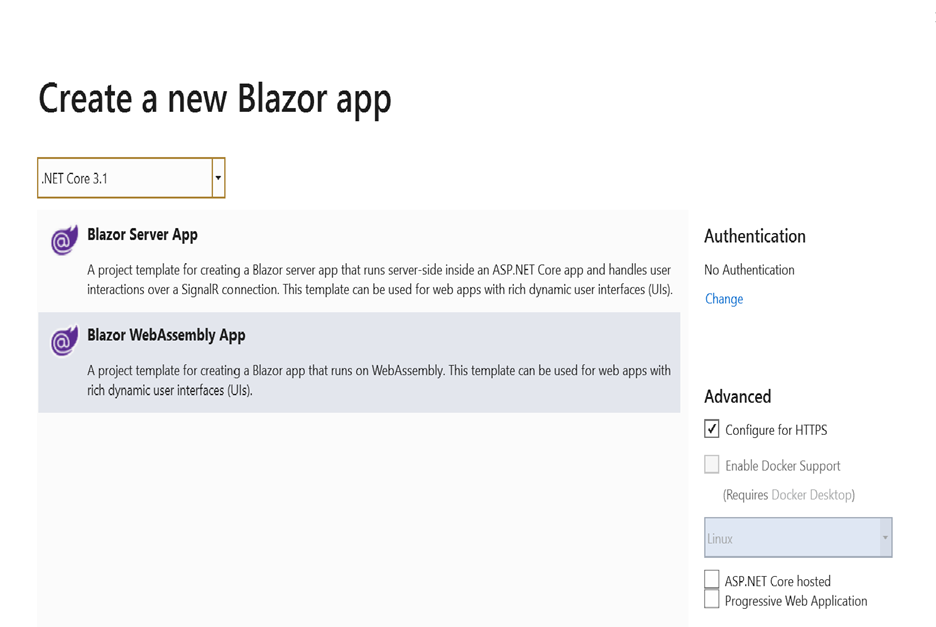 Create a new Blazor app
.NET Core 3.1
Blazor Server App
A project template for creating a Blazor server app that runs server-side inside an ASP.NET Core app and handles user
interactions over a SignalR connection. This template can be used for web apps with rich dynamic user interfaces (UIs).
Blazor WebAssembly App
A project template for creating a Blazor app that runs on WebAssembly. This template can be used for web apps with
rich dynamic user interfaces (UIs).
Authentication
No Authentication
Change
Advanced
Configure for HTTPS
Enable Docker Support
(Requires Docker Desktop)
Linux
ASP.NET Core hosted
Progressive Web Application